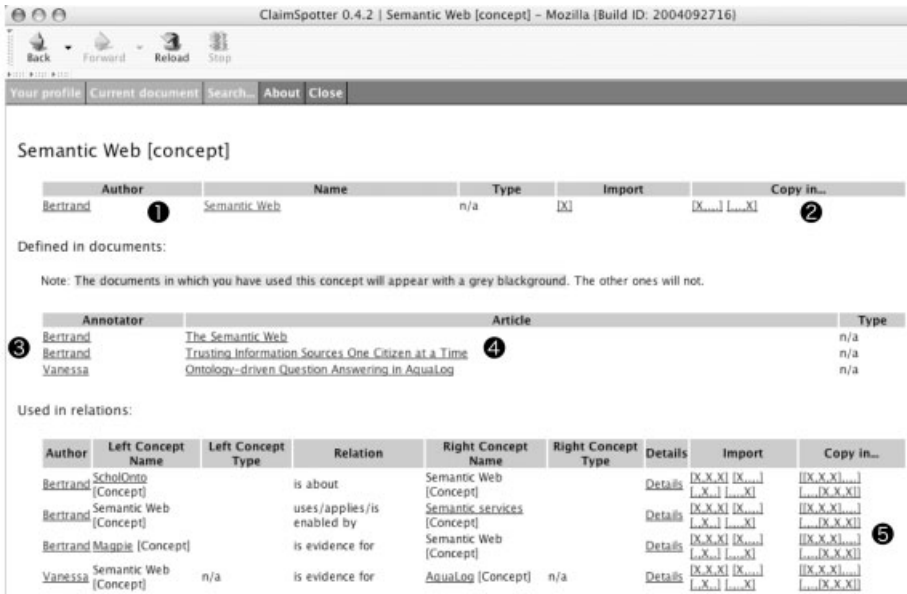 ClaimSpotter 0.4.2 | Semantic Web [concept] – Mozilla {Build ID: 2004092716}
Back Forward Reload Stop
Your profile Current document Search... About Close
Semantic Web [concept]
Author Name Type Import Copy in...
Bertrand ❶ Semantic Web n/a [X] [X,...,] [,...,X] ❷
Defined in documents:
Note: The documents in which you have used this concept will appear with a grey blackground. The other ones will not.
Annotator Article Type
Bertrand The Semantic Web n/a
❸ Bertrand Trusting Information Sources One Citizen at a Time ❹ n/a
Vanessa Ontology-driven Question Answering in AquaLog n/a
Used in relations:
Author Left Concept Name Left Concept Type Relation Right Concept Name Right Concept Type Details Import Copy in...
Bertrand ScholOnto [Concept] is about Semantic Web [Concept] Details [X,X,X] [X,...,] [,.X,.] [,...,X] [[X,X,X],...,] [,...,[X,X,X]]
Bertrand Semantic Web [Concept] uses/applies/is enabled by Semantic services [Concept] Details [X,X,X] [X,...,] [,.X,.] [,...,X] [[X,X,X],...,] [,...,[X,X,X]]
Bertrand Magpie [Concept] is evidence for Semantic Web [Concept] Details [X,X,X] [X,...,] [,.X,.] [,...,X] [[X,X,X],...,] [,...,[X,X,X]] ❺
Vanessa Semantic Web [Concept] n/a is evidence for AquaLog [Concept] n/a Details [X,X,X] [X,...,] [,.X,.] [,...,X] [[X,X,X],...,] [,...,[X,X,X]]